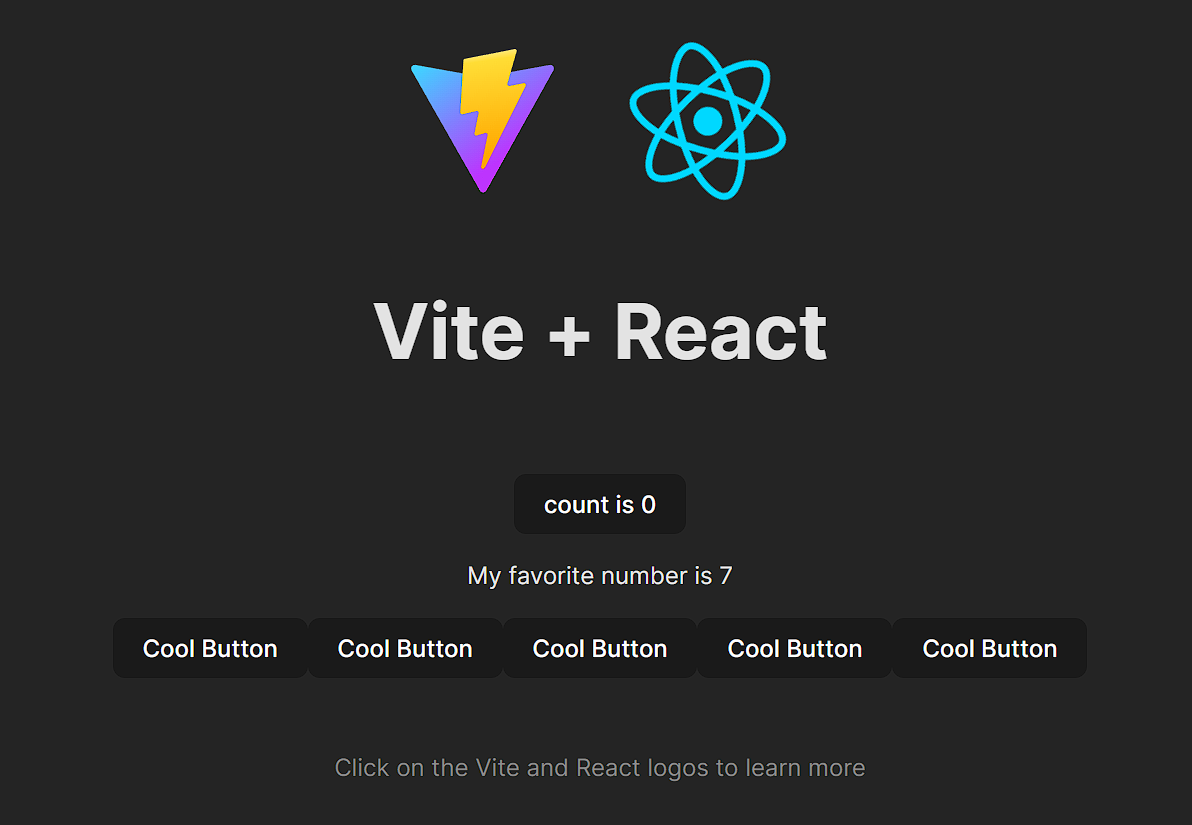 Vite + React
count is 0
My favorite number is 7
Cool Button Cool Button Cool Button Cool Button Cool Button
Click on the Vite and React logos to learn more